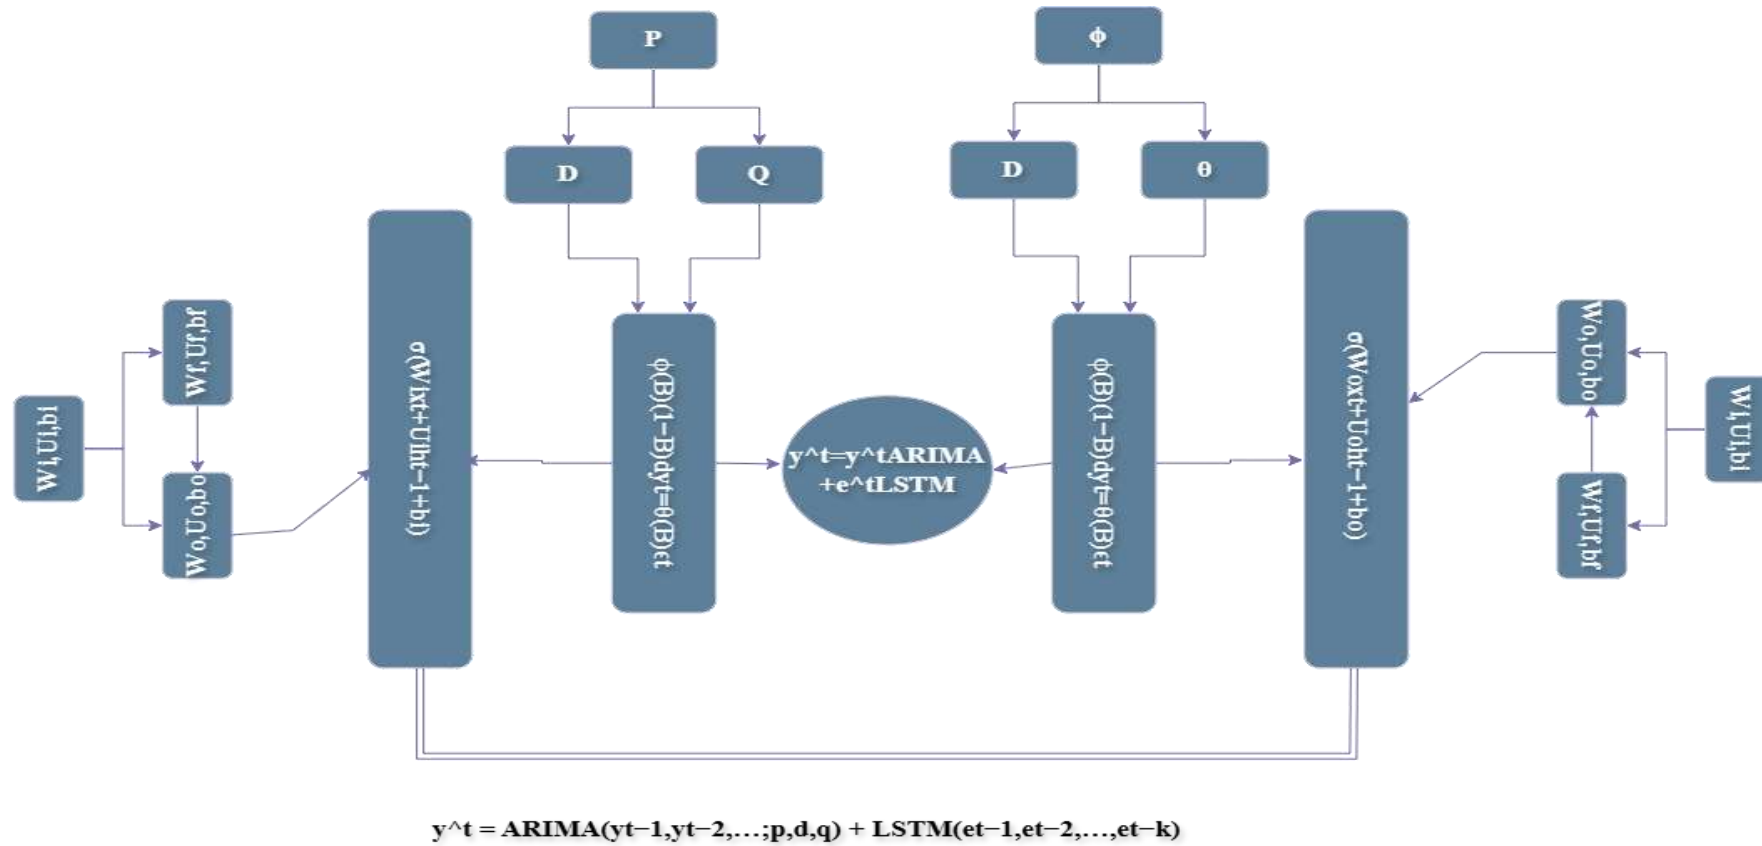 P
ϕ
D
Q
D
θ
Wf,Uf,bf
Wi,Ui,bi
Wo,Uo,bo
σ(Wixt+Uiht−1+bi)
ϕ(B)(1−B)dyt=θ(B)ϵt
y^t=y^tARIMA
+e^tLSTM
ϕ(B)(1−B)dyt=θ(B)ϵt
σ(Woxt+Uoht−1+bo)
Wo,Uo,bo
Wi,Ui,bi
Wf,Uf,bf
y^t = ARIMA(yt−1,yt−2,…;p,d,q) + LSTM(et−1,et−2,…,et−k)